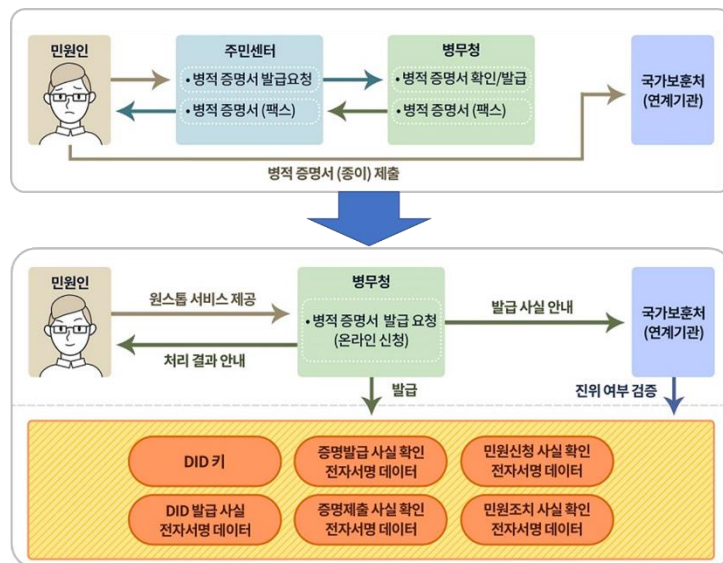 민원인
주민센터
• 병적 증명서 발급요청
• 병적 증명서 (팩스)
병무청
• 병적 증명서 확인/발급
• 병적 증명서 (팩스)
국가보훈처
(연계기관)
병적 증명서 (종이) 제출
민원인
원스톱 서비스 제공
처리 결과 안내
병무청
• 병적 증명서 발급 요청
(온라인 신청)
발급 사실 안내
국가보훈처
(연계기관)
발급
진위 여부 검증
DID 키
증명발급 사실 확인
전자서명 데이터
민원신청 사실 확인
전자서명 데이터
DID 발급 사실
전자서명 데이터
증명제출 사실 확인
전자서명 데이터
민원조치 사실 확인
전자서명 데이터